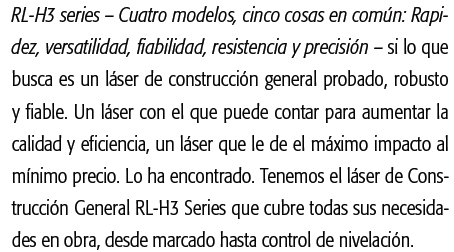 RL-H3 series – Cuatro modelos, cinco cosas en común: Rapi-
dez, versatilidad, fiabilidad, resistencia y precisión – si lo que
busca es un láser de construcción general probado, robusto
y fiable. Un láser con el que puede contar para aumentar la
calidad y eficiencia, un láser que le de el máximo impacto al
mínimo precio. Lo ha encontrado. Tenemos el láser de Cons-
trucción General RL-H3 Series que cubre todas sus necesida-
des en obra, desde marcado hasta control de nivelación.